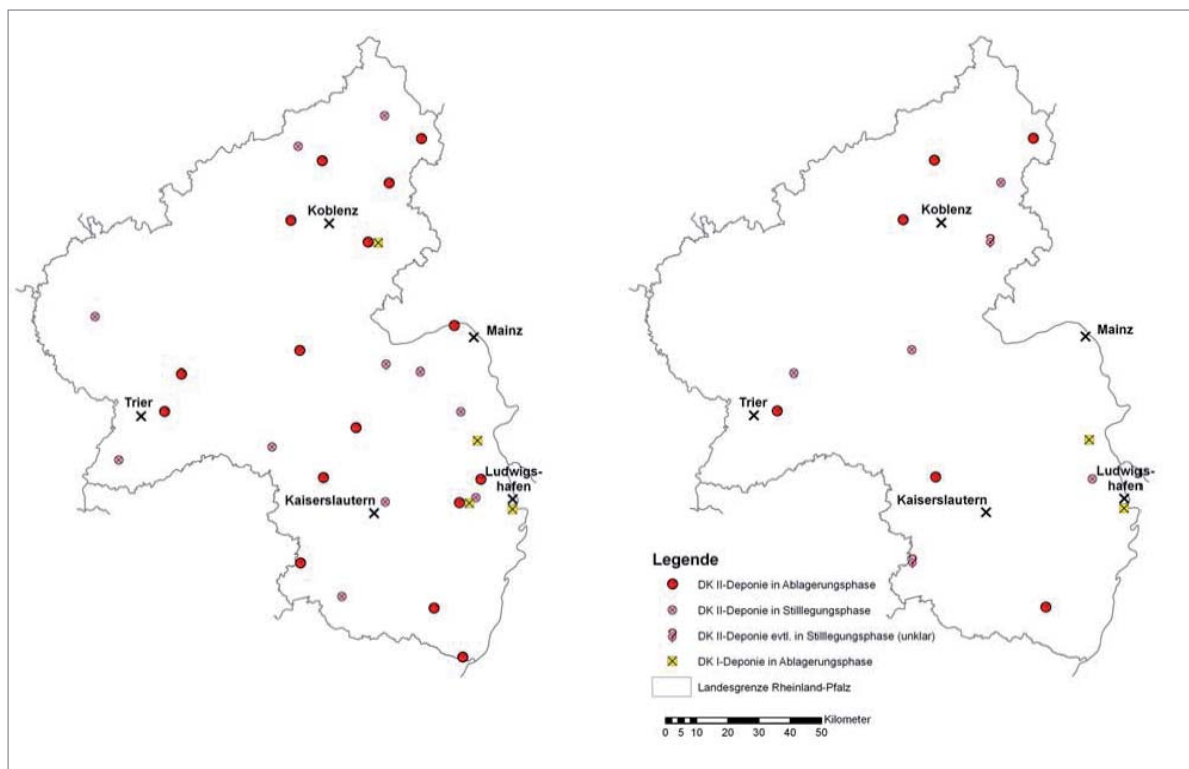 Koblenz
Mainz
Trier
Ludwigs-
hafen
Kaiserslautern
Koblenz
Mainz
Trier
Ludwigs-
hafen
Kaiserslautern
Legende
DK II-Deponie in Ablagerungsphase
DK II-Deponie in Stilllegungsphase
DK II-Deponie evtl. in Stilllegungsphase (unklar)
DK I-Deponie in Ablagerungsphase
Landesgrenze Rheinland-Pfalz
Kilometer
0 5 10 20 30 40 50